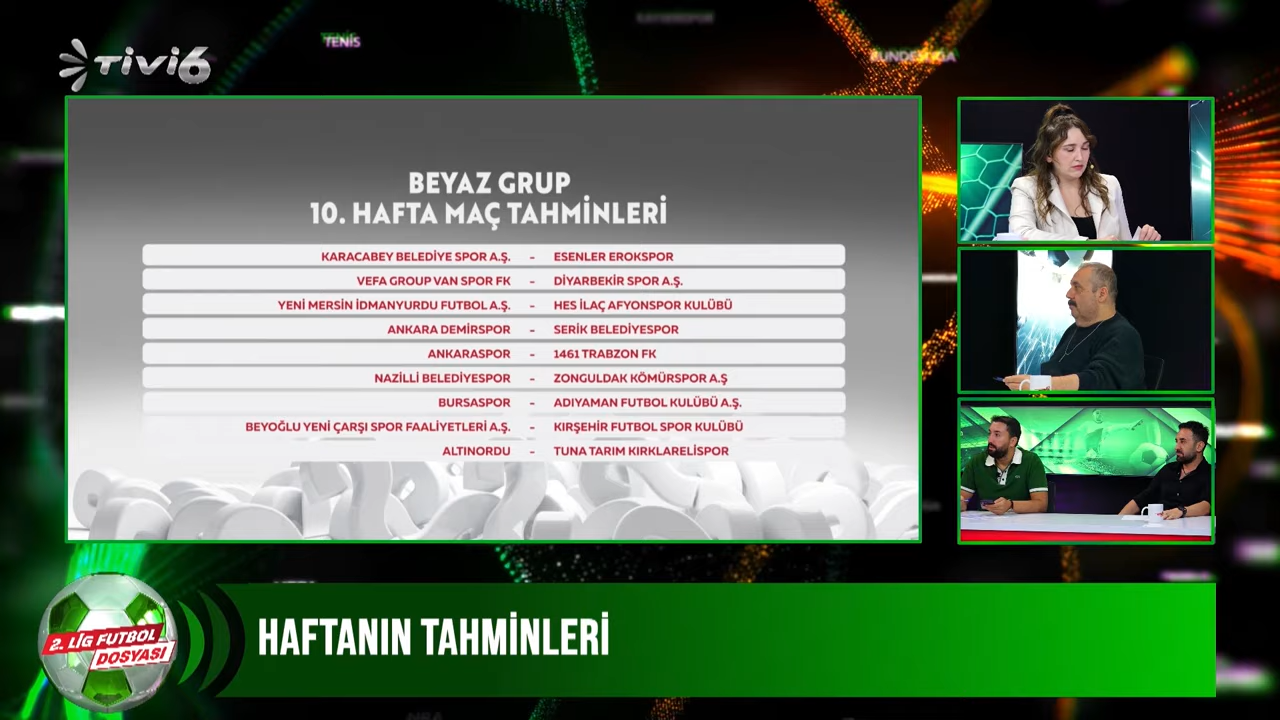 TiVi6
TENİS
BUNDESLIGA
BEYAZ GRUP
10. HAFTA MAÇ TAHMİNLERİ
KARACABEY BELEDİYE SPOR A.Ş. - ESENLER EROKSPOR
VEFA GROUP VAN SPOR FK - DİYARBEKİR SPOR A.Ş.
YENİ MERSİN İDMANYURDU FUTBOL A.Ş. - HES İLAÇ AFYONSPOR KULÜBÜ
ANKARA DEMİRSPOR - SERİK BELEDİYESPOR
ANKARASPOR - 1461 TRABZON FK
NAZİLLİ BELEDİYESPOR - ZONGULDAK KÖMÜRSPOR A.Ş
BURSASPOR - ADIYAMAN FUTBOL KULÜBÜ A.Ş.
BEYOĞLU YENİ ÇARŞI SPOR FAALİYETLERİ A.Ş. - KIRŞEHİR FUTBOL SPOR KULÜBÜ
ALTINORDU - TUNA TARIM KIRKLARELİSPOR
2. LİG FUTBOL
DOSYASI
HAFTANIN TAHMİNLERİ